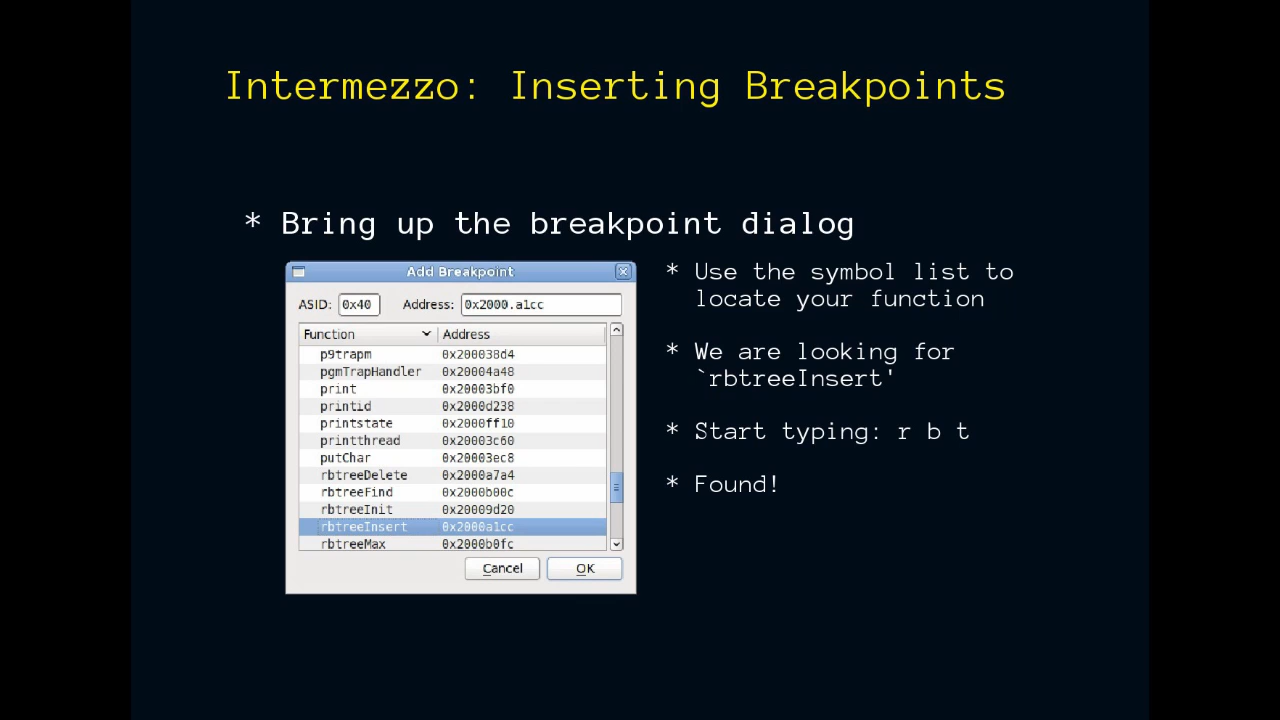 Intermezzo: Inserting Breakpoints
* Bring up the breakpoint dialog
Add Breakpoint
ASID: 0x40 Address: 0x2000.a1cc
Function Address
p9trapm 0x200038d4
pgmTrapHandler 0x20004a48
print 0x20003bf0
printid 0x2000d238
printstate 0x2000ff10
printthread 0x20003c60
putChar 0x20003ec8
rbtreeDelete 0x2000a7a4
rbtreeFind 0x2000b00c
rbtreeInit 0x20009d20
rbtreeInsert 0x2000a1cc
rbtreeMax 0x2000b0fc
Cancel OK
* Use the symbol list to
locate your function
* We are looking for
`rbtreeInsert'
* Start typing: r b t
* Found!